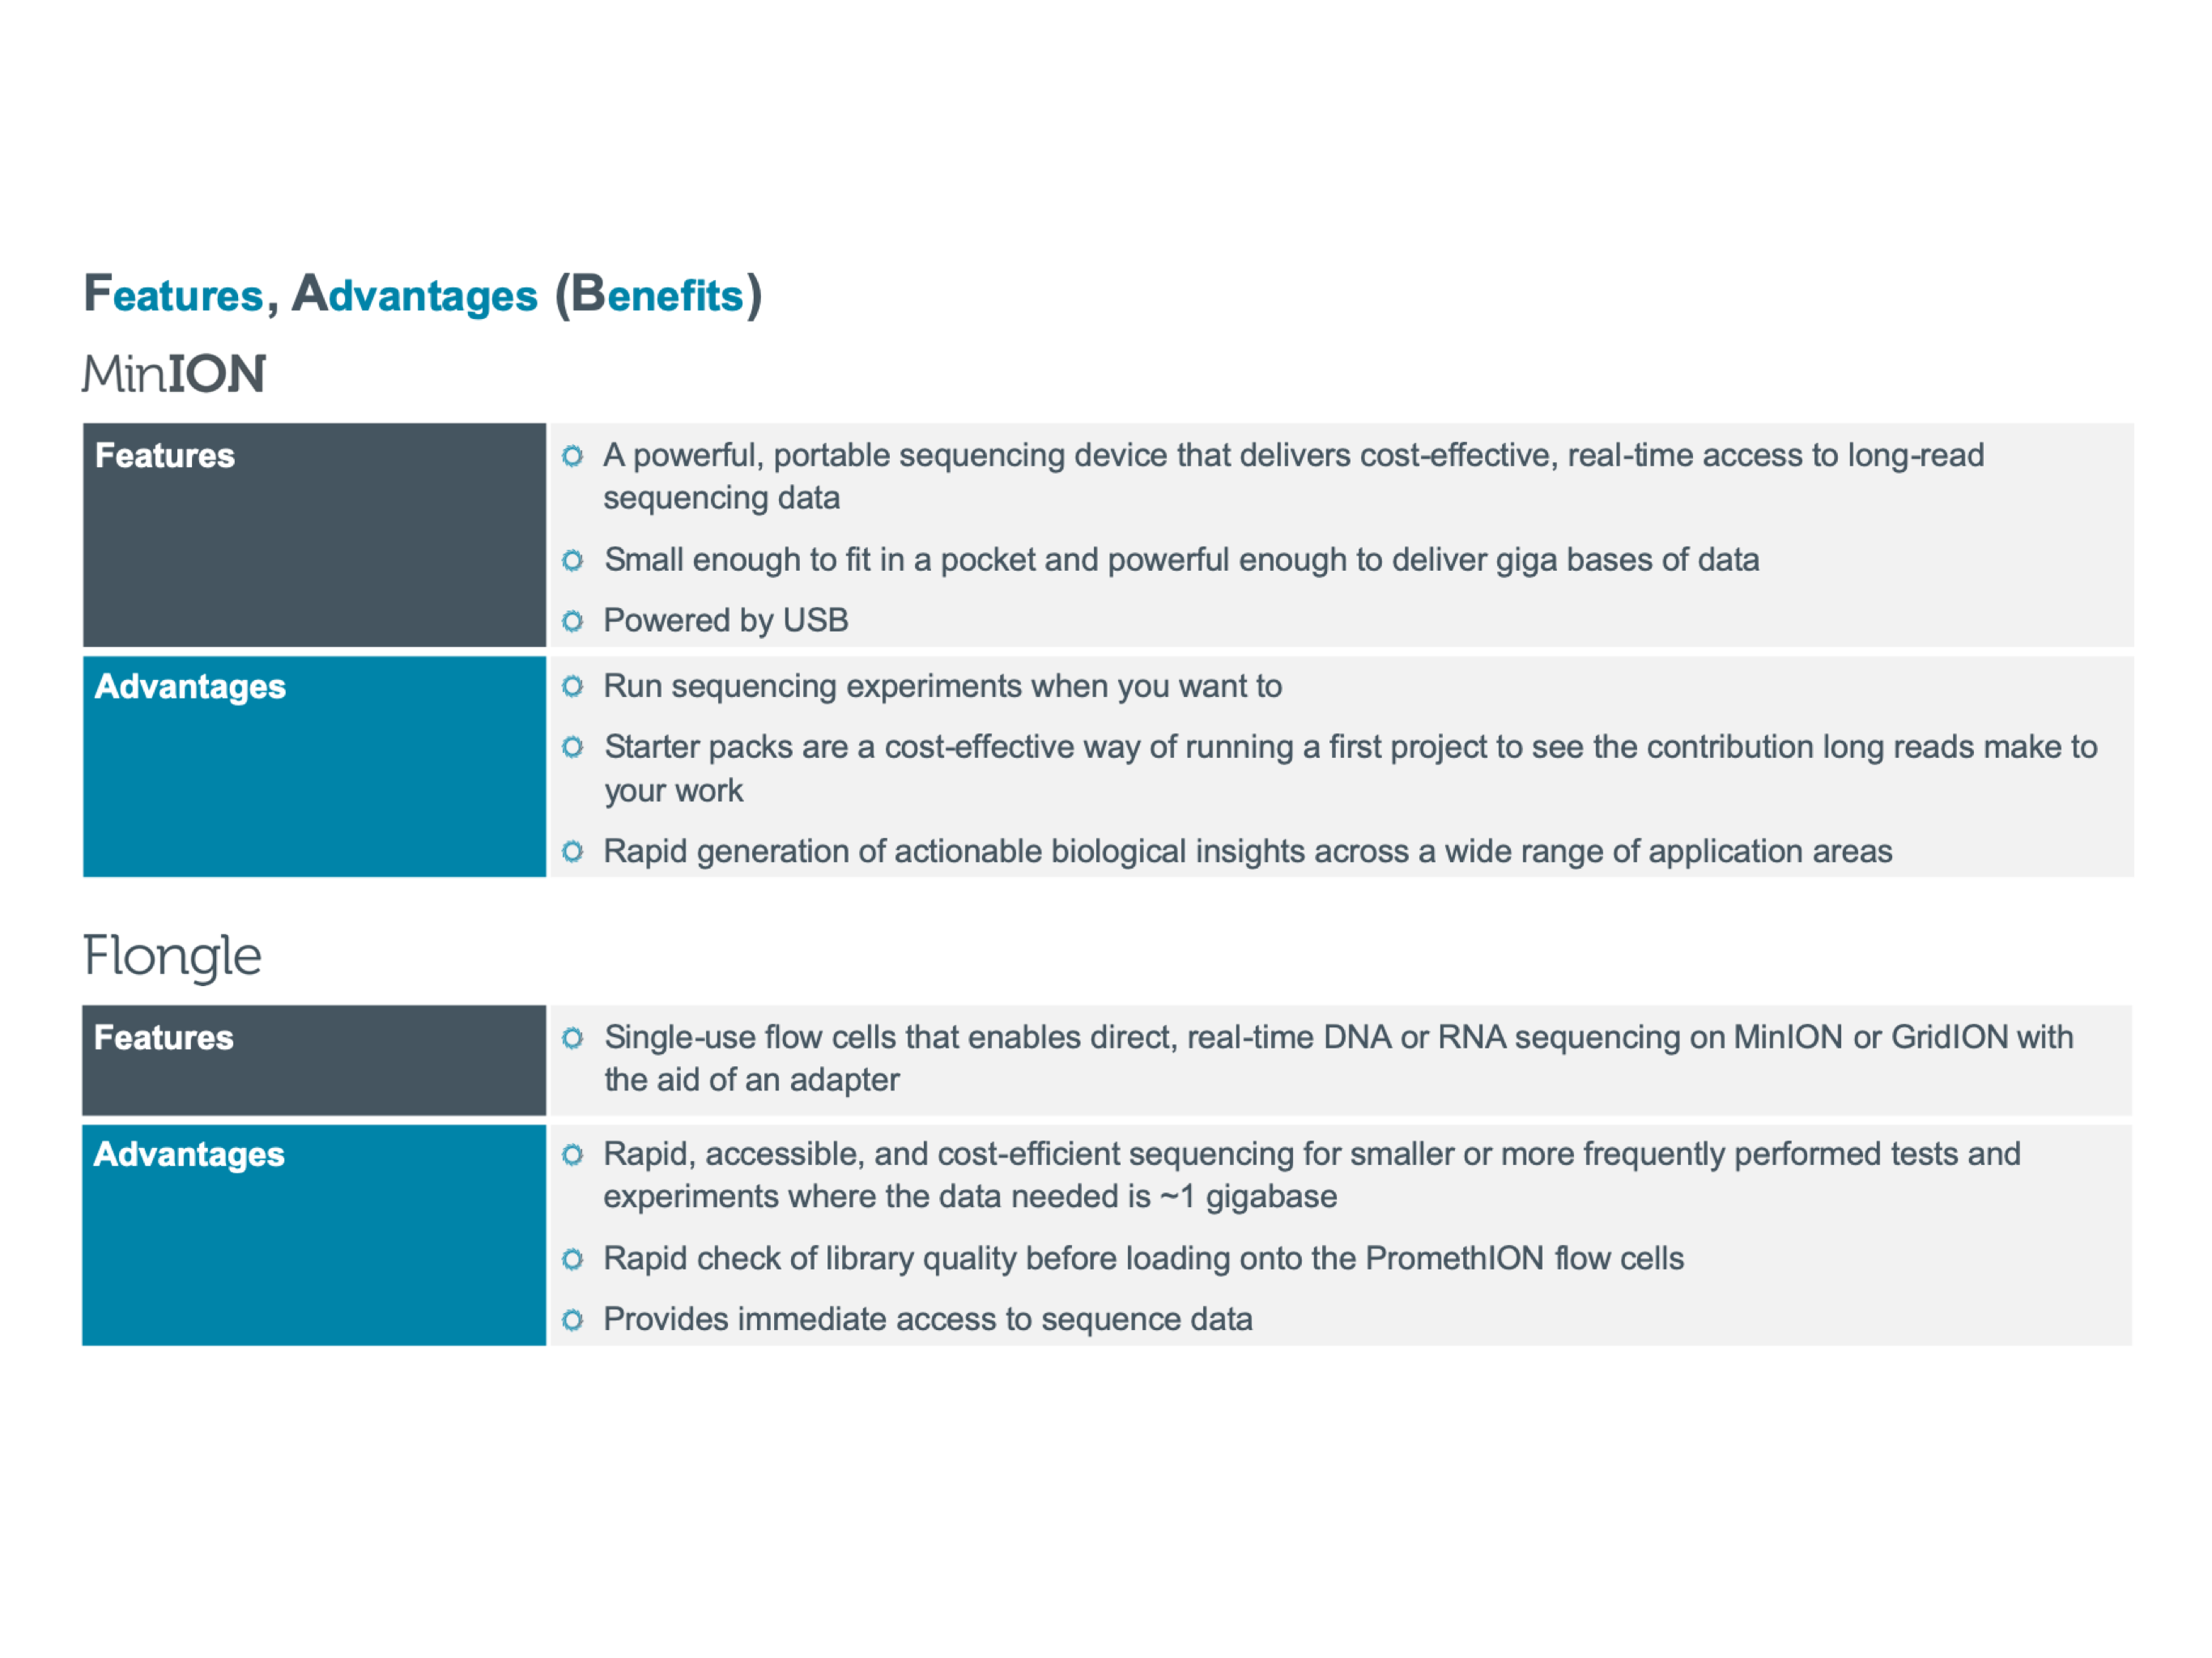 Features, Advantages (Benefits)
MinION
Features
A powerful, portable sequencing device that delivers cost-effective, real-time access to long-read
sequencing data
Small enough to fit in a pocket and powerful enough to deliver giga bases of data
Powered by USB
Advantages
Run sequencing experiments when you want to
Starter packs are a cost-effective way of running a first project to see the contribution long reads make to
your work
Rapid generation of actionable biological insights across a wide range of application areas
Flongle
Features
Single-use flow cells that enables direct, real-time DNA or RNA sequencing on MinION or GridION with
the aid of an adapter
Advantages
Rapid, accessible, and cost-efficient sequencing for smaller or more frequently performed tests and
experiments where the data needed is ~1 gigabase
Rapid check of library quality before loading onto the PromethION flow cells
Provides immediate access to sequence data